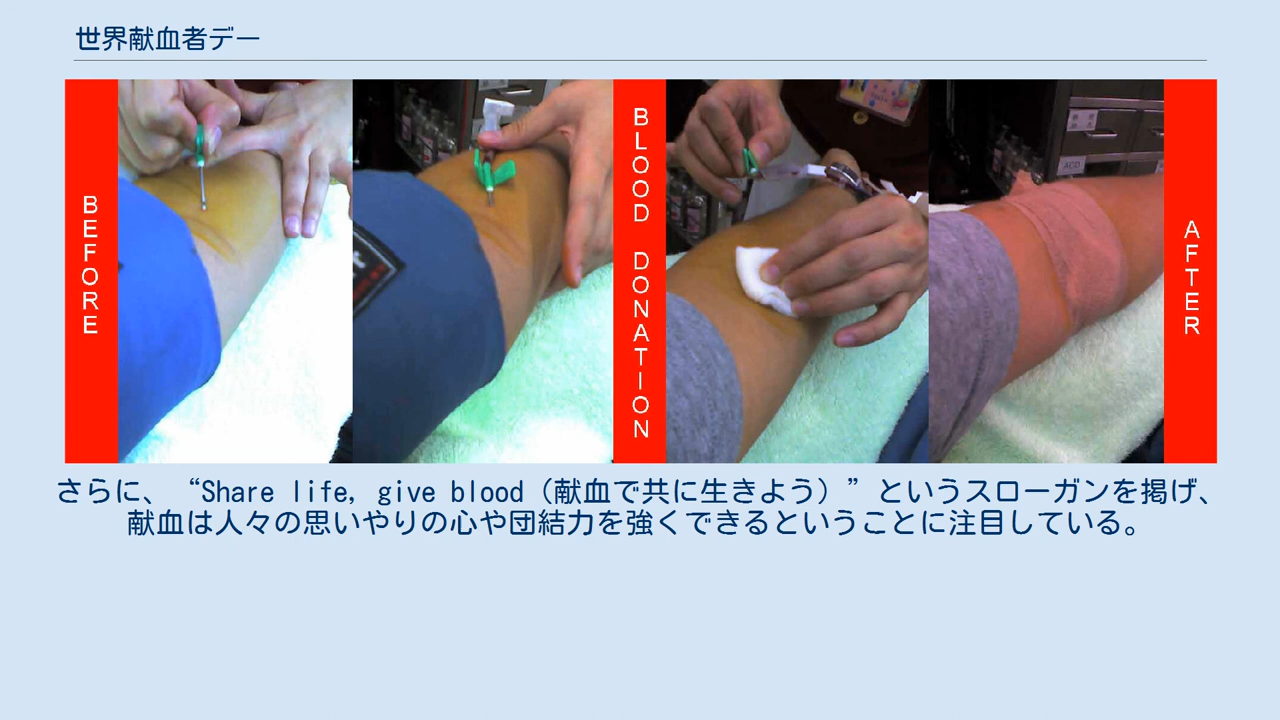 世界献血者デー
BEFORE
BLOOD DONATION
AFTER
ACD
さらに、“Share life, give blood（献血で共に生きよう）”というスローガンを掲げ、
献血は人々の思いやりの心や団結力を強くできるということに注目している。